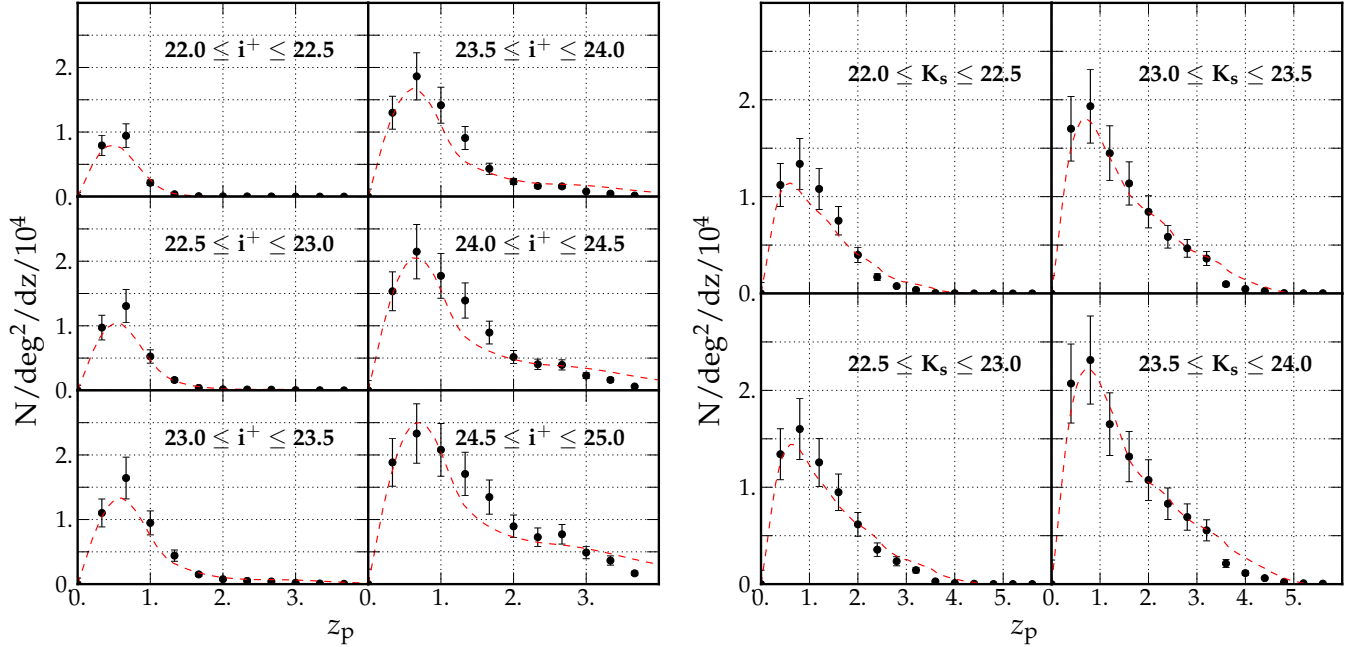 22.0 ≤ i⁺ ≤ 22.5
23.5 ≤ i⁺ ≤ 24.0
22.5 ≤ i⁺ ≤ 23.0
24.0 ≤ i⁺ ≤ 24.5
23.0 ≤ i⁺ ≤ 23.5
24.5 ≤ i⁺ ≤ 25.0
2.
1.
0.
2.
1.
0.
2.
1.
0.
N/deg²/dz/10⁴
0. 1. 2. 3. 0. 1. 2. 3.
zₚ
22.0 ≤ Kₛ ≤ 22.5
23.0 ≤ Kₛ ≤ 23.5
22.5 ≤ Kₛ ≤ 23.0
23.5 ≤ Kₛ ≤ 24.0
2.
1.
0.
2.
1.
0.
N/deg²/dz/10⁴
0. 1. 2. 3. 4. 5. 0. 1. 2. 3. 4. 5.
zₚ